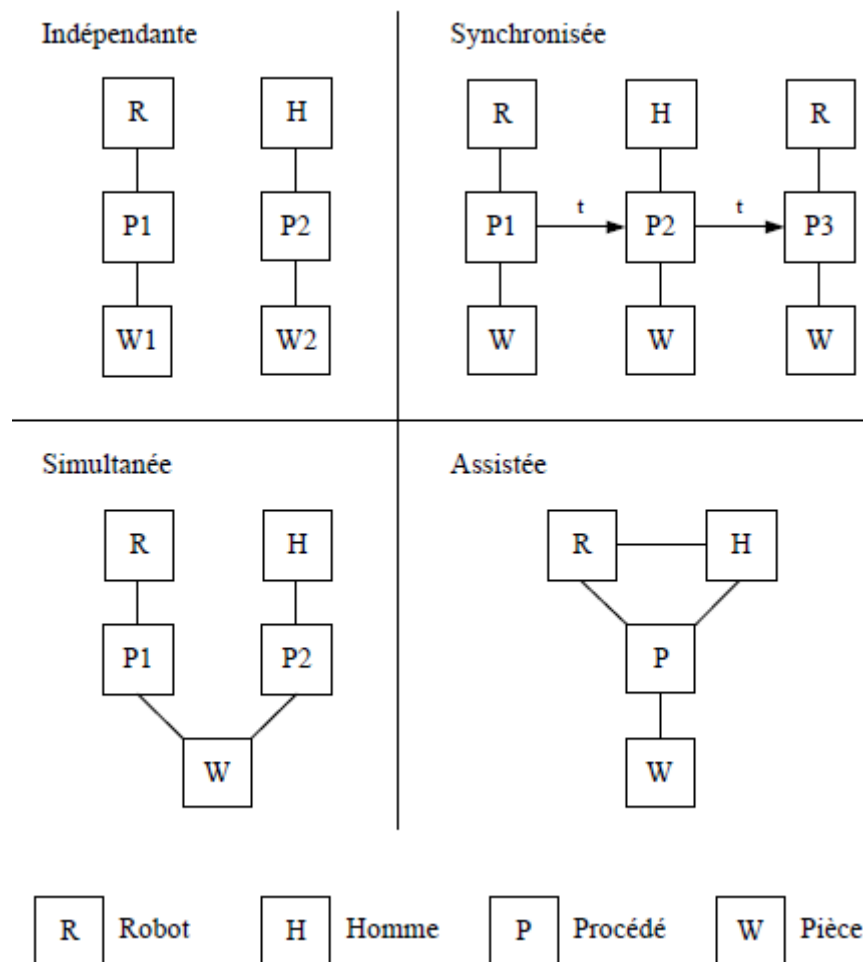 Indépendante
R H
P1 P2
W1 W2
Synchronisée
R H R
P1 t P2 t P3
W W W
Simultanée
R H
P1 P2
W
Assistée
R H
P
W
R Robot H Homme P Procédé W Pièce